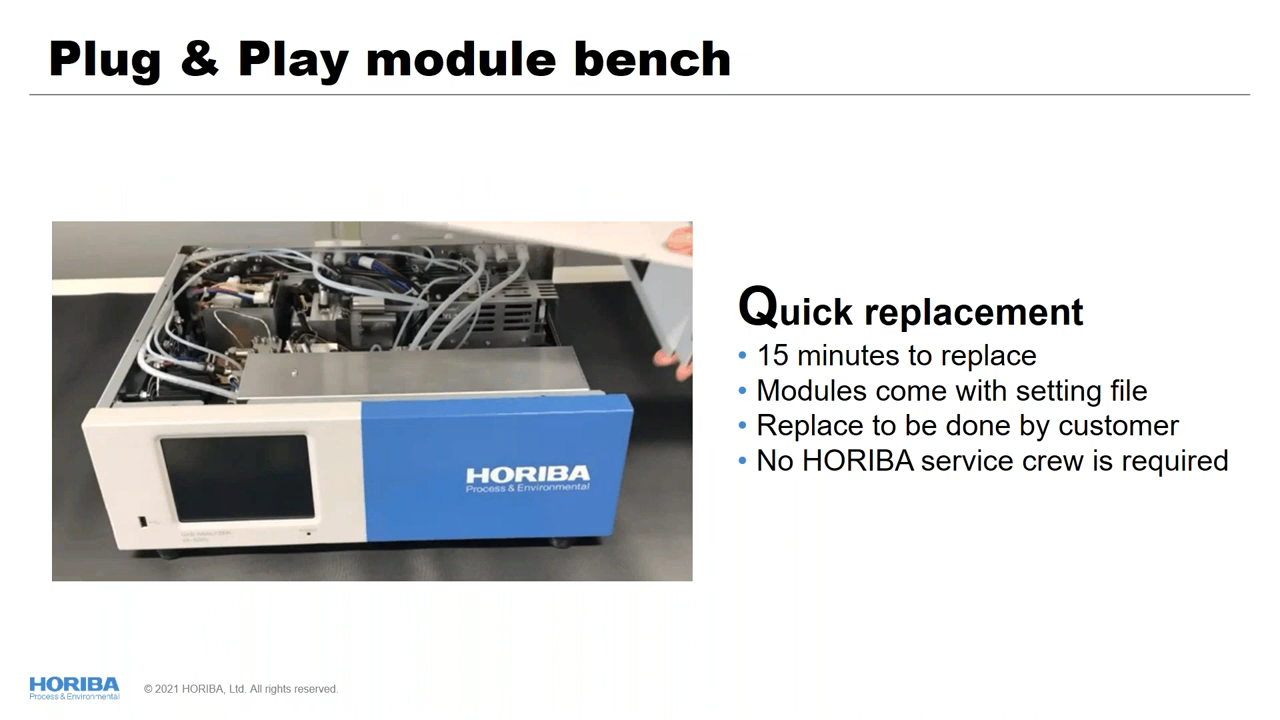 Plug & Play module bench
Quick replacement
• 15 minutes to replace
• Modules come with setting file
• Replace to be done by customer
• No HORIBA service crew is required
HORIBA
Process & Environmental
HORIBA
Process & Environmental
© 2021 HORIBA, Ltd. All rights reserved.